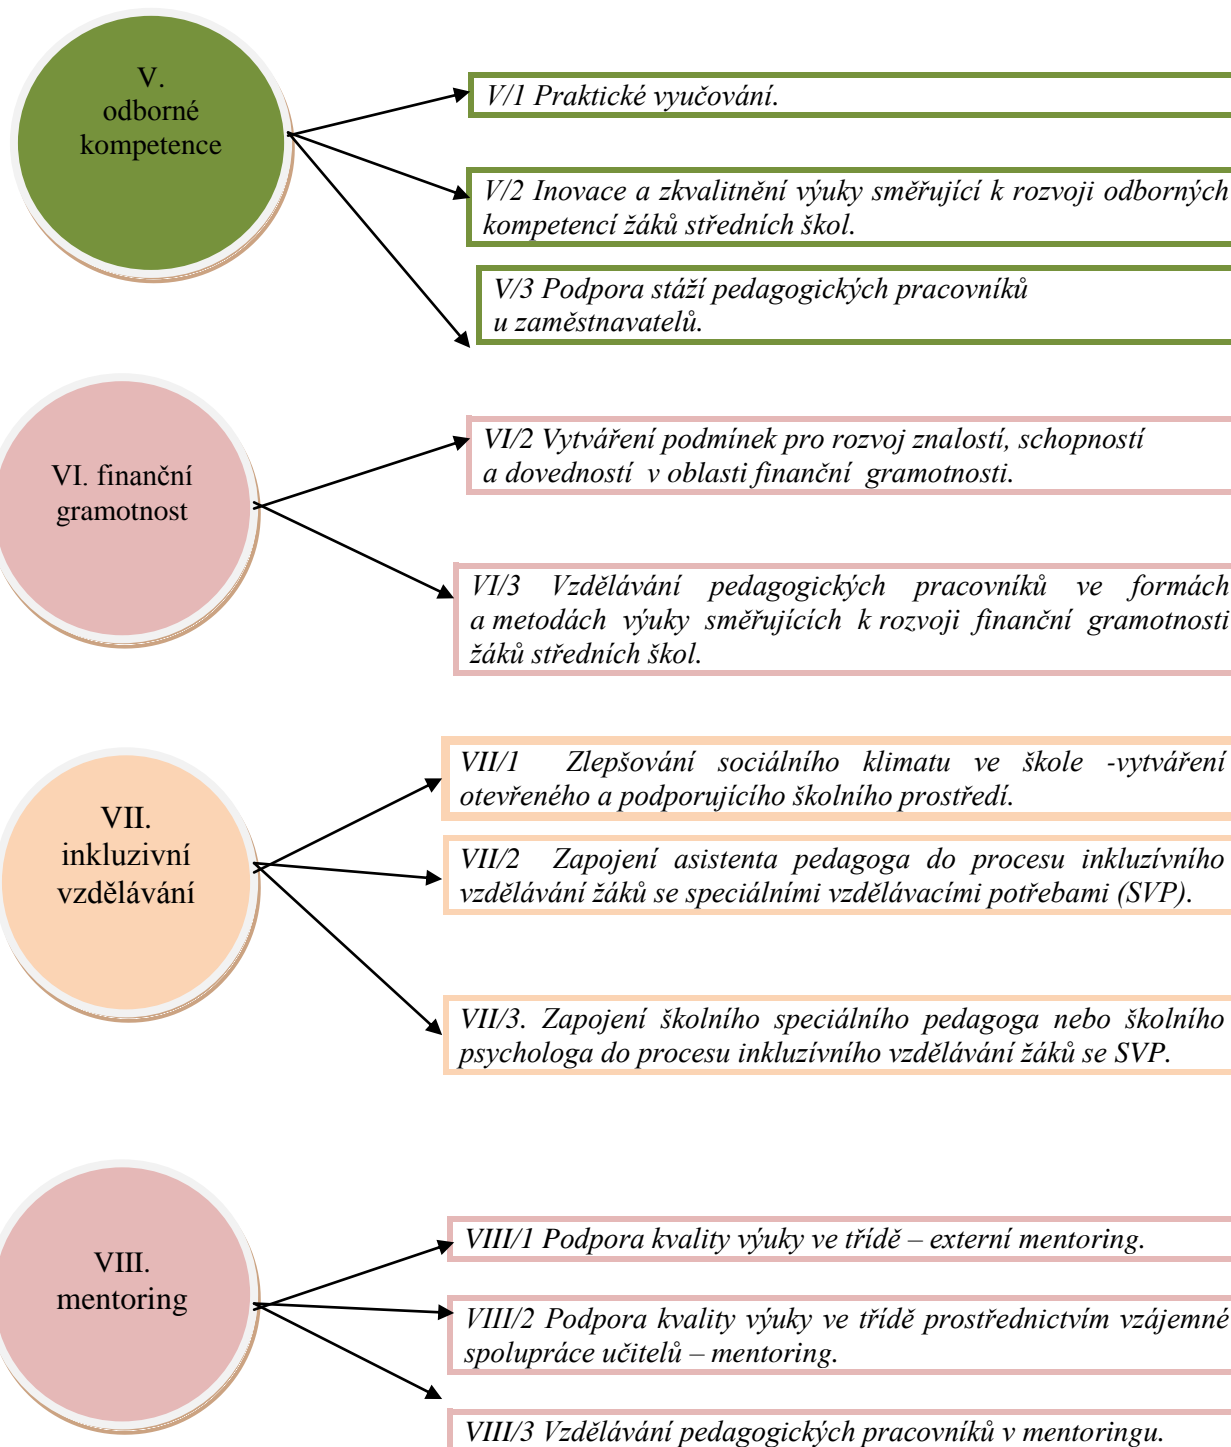 V.
odborné
kompetence
V/1 Praktické vyučování.
V/2 Inovace a zkvalitnění výuky směřující k rozvoji odborných
kompetencí žáků středních škol.
V/3 Podpora stáží pedagogických pracovníků
u zaměstnavatelů.
VI. finanční
gramotnost
VI/2 Vytváření podmínek pro rozvoj znalostí, schopností
a dovedností v oblasti finanční gramotnosti.
VI/3 Vzdělávání pedagogických pracovníků ve formách
a metodách výuky směřujících k rozvoji finanční gramotnosti
žáků středních škol.
VII.
inkluzivní
vzdělávání
VII/1 Zlepšování sociálního klimatu ve škole -vytváření
otevřeného a podporujícího školního prostředí.
VII/2 Zapojení asistenta pedagoga do procesu inkluzívního
vzdělávání žáků se speciálními vzdělávacími potřebami (SVP).
VII/3. Zapojení školního speciálního pedagoga nebo školního
psychologa do procesu inkluzívního vzdělávání žáků se SVP.
VIII.
mentoring
VIII/1 Podpora kvality výuky ve třídě – externí mentoring.
VIII/2 Podpora kvality výuky ve třídě prostřednictvím vzájemné
spolupráce učitelů – mentoring.
VIII/3 Vzdělávání pedagogických pracovníků v mentoringu.